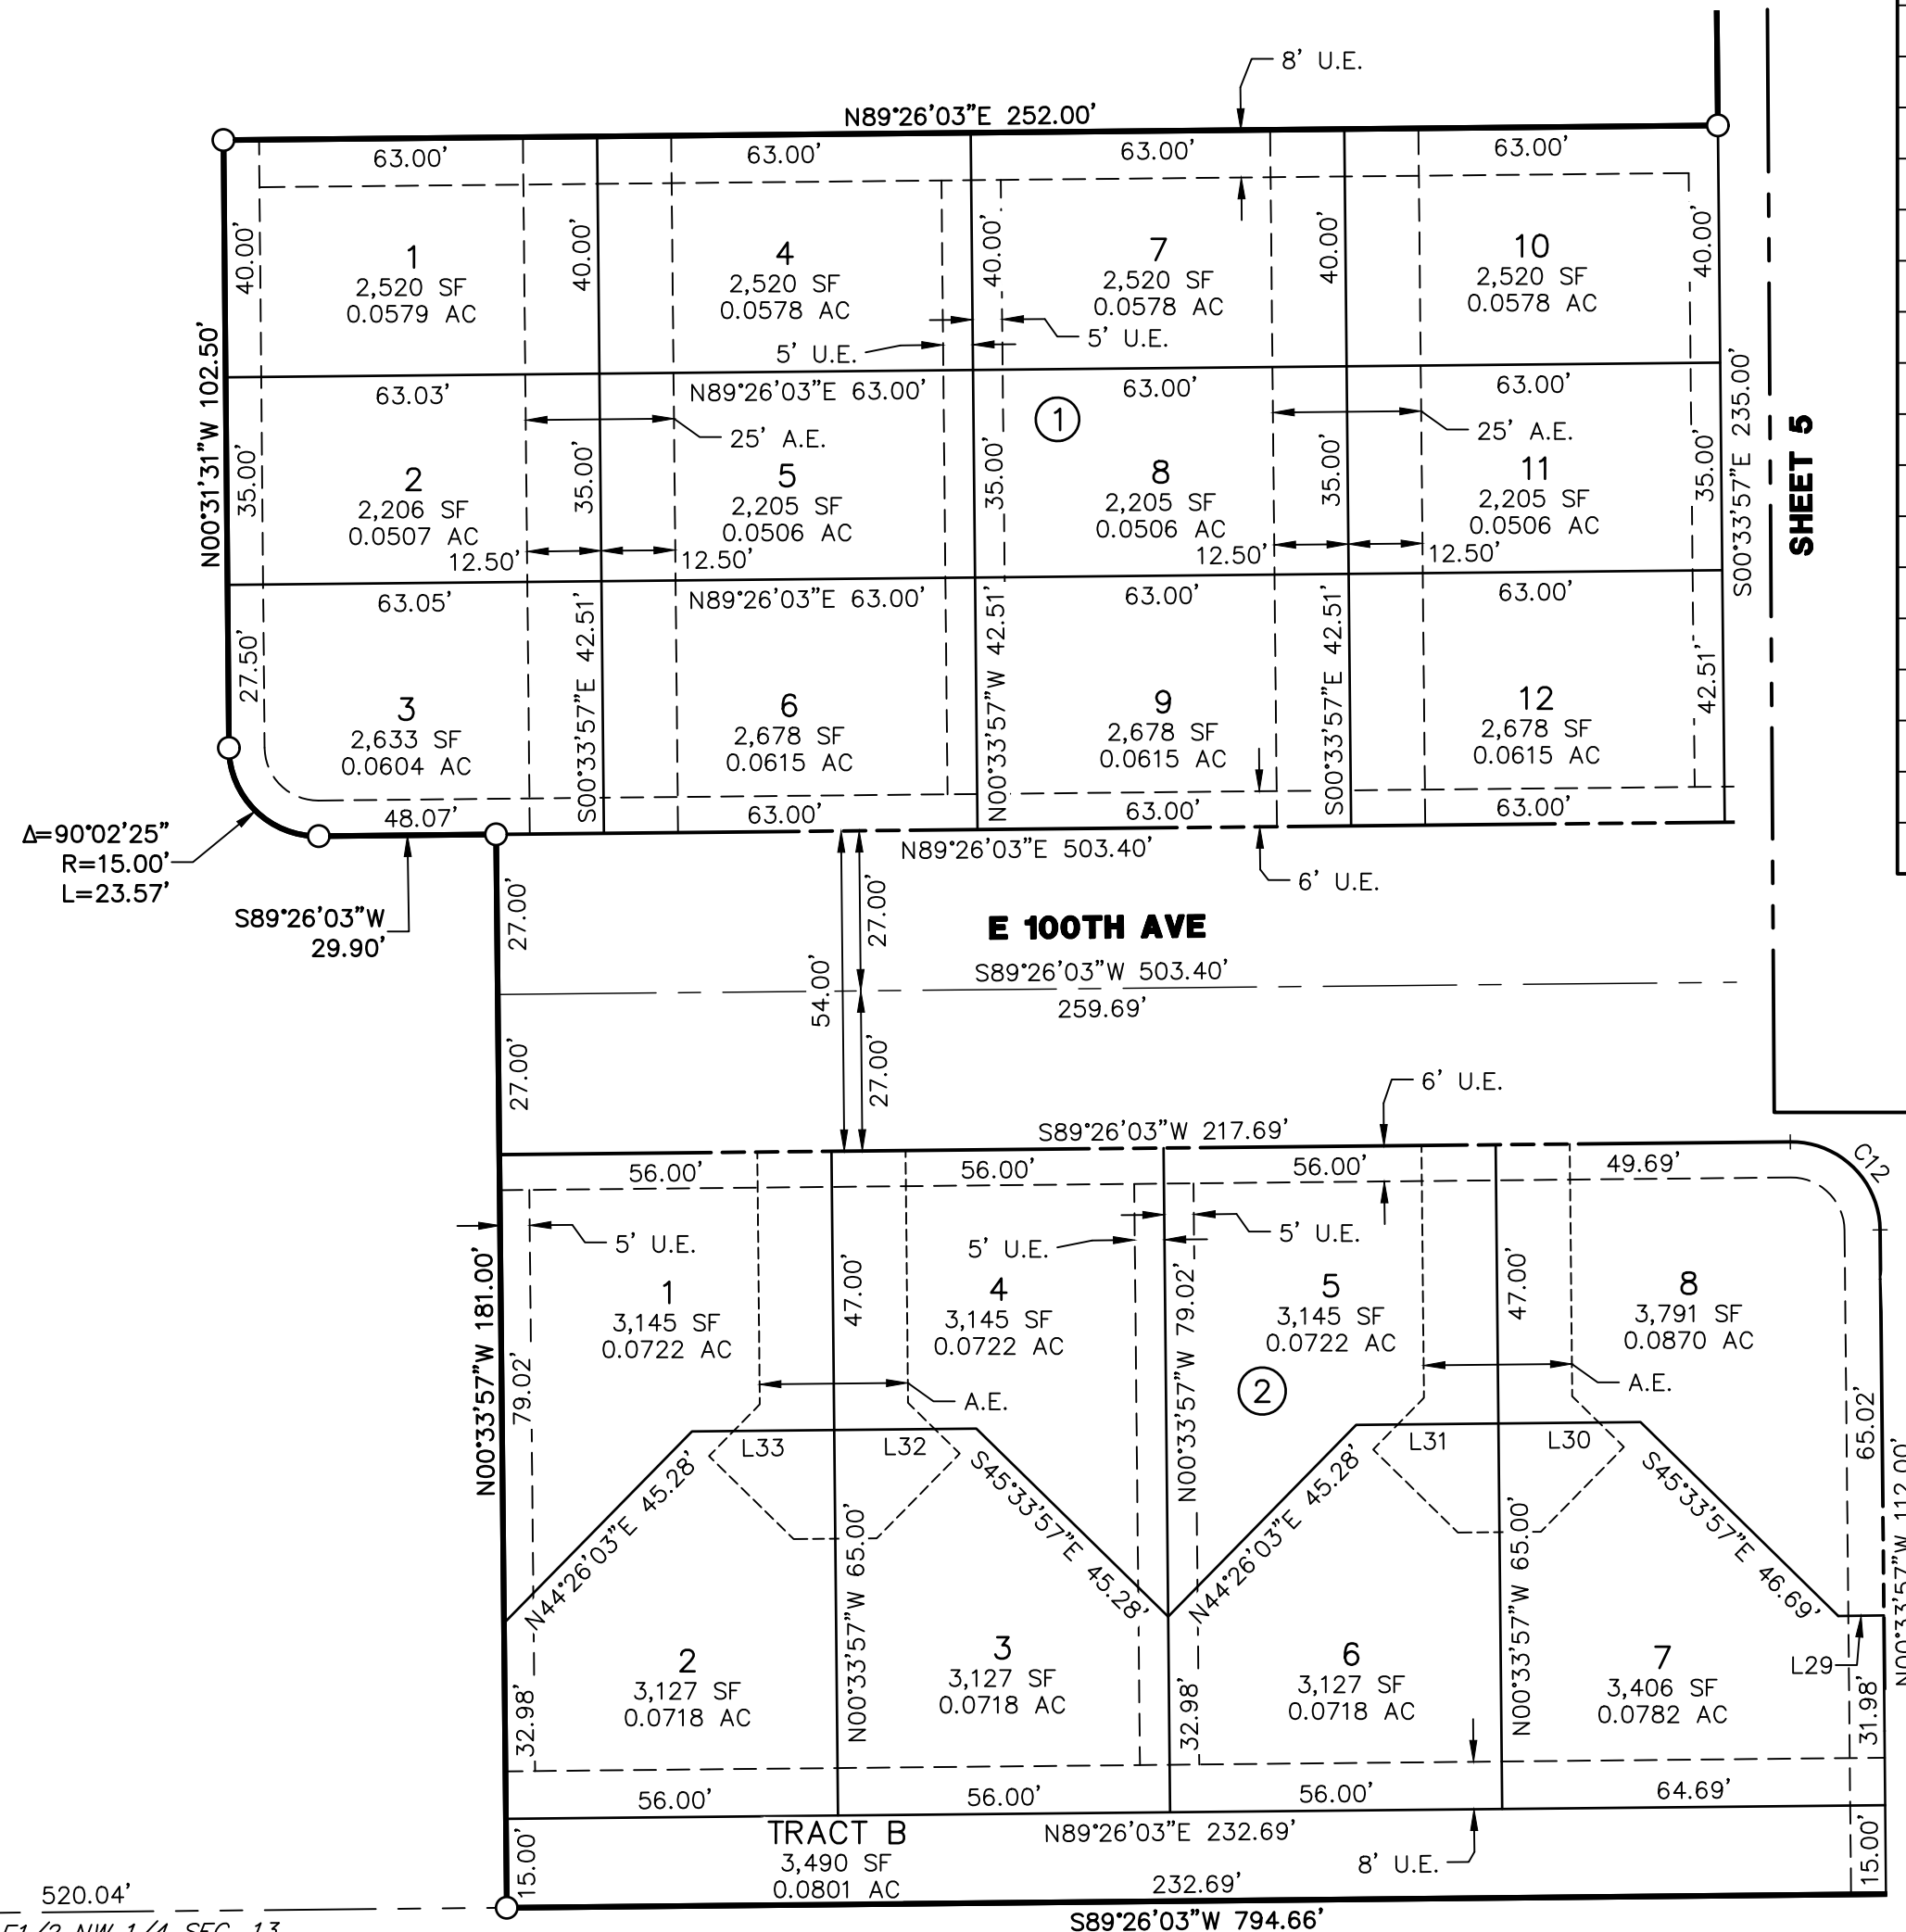 8' U.E.
N89°26'03"E 252.00'
63.00'
63.00'
63.00'
63.00'
40.00'
40.00'
40.00'
40.00'
40.00'
1
2,520 SF
0.0579 AC
4
2,520 SF
0.0578 AC
7
2,520 SF
0.0578 AC
10
2,520 SF
0.0578 AC
5' U.E.
5' U.E.
N00°31'31"W 102.50'
63.03'
N89°26'03"E 63.00'
63.00'
63.00'
1
25' A.E.
25' A.E.
S00°33'57"E 235.00'
SHEET 5
35.00'
35.00'
35.00'
35.00'
35.00'
2
2,206 SF
0.0507 AC
5
2,205 SF
0.0506 AC
8
2,205 SF
0.0506 AC
11
2,205 SF
0.0506 AC
12.50'
12.50'
12.50'
12.50'
63.05'
N89°26'03"E 63.00'
63.00'
63.00'
27.50'
S00°33'57"E 42.51'
N00°33'57"W 42.51'
S00°33'57"E 42.51'
42.51'
3
2,633 SF
0.0604 AC
6
2,678 SF
0.0615 AC
9
2,678 SF
0.0615 AC
12
2,678 SF
0.0615 AC
48.07'
63.00'
63.00'
63.00'
Δ=90°02'25"
R=15.00'
L=23.57'
S89°26'03"W
29.90'
N89°26'03"E 503.40'
6' U.E.
27.00'
27.00'
54.00'
E 100TH AVE
S89°26'03"W 503.40'
259.69'
27.00'
27.00'
6' U.E.
S89°26'03"W 217.69'
56.00'
56.00'
56.00'
49.69'
C12
5' U.E.
5' U.E.
5' U.E.
N00°33'57"W 181.00'
79.02'
47.00'
N00°33'57"W 79.02'
47.00'
65.02'
1
3,145 SF
0.0722 AC
4
3,145 SF
0.0722 AC
5
3,145 SF
0.0722 AC
8
3,791 SF
0.0870 AC
A.E.
2
A.E.
L33
L32
L31
L30
N44°26'03"E 45.28'
S45°33'57"E 45.28'
N44°26'03"E 45.28'
S45°33'57"E 46.69'
N00°33'57"W 65.00'
N00°33'57"W 65.00'
N00°33'57"W 112.00'
L29
2
3,127 SF
0.0718 AC
3
3,127 SF
0.0718 AC
6
3,127 SF
0.0718 AC
7
3,406 SF
0.0782 AC
32.98'
32.98'
31.98'
56.00'
56.00'
56.00'
64.69'
TRACT B
3,490 SF
0.0801 AC
N89°26'03"E 232.69'
8' U.E.
15.00'
15.00'
232.69'
520.04'
E1/2 NW 1/4 SEC. 13
S89°26'03"W 794.66'